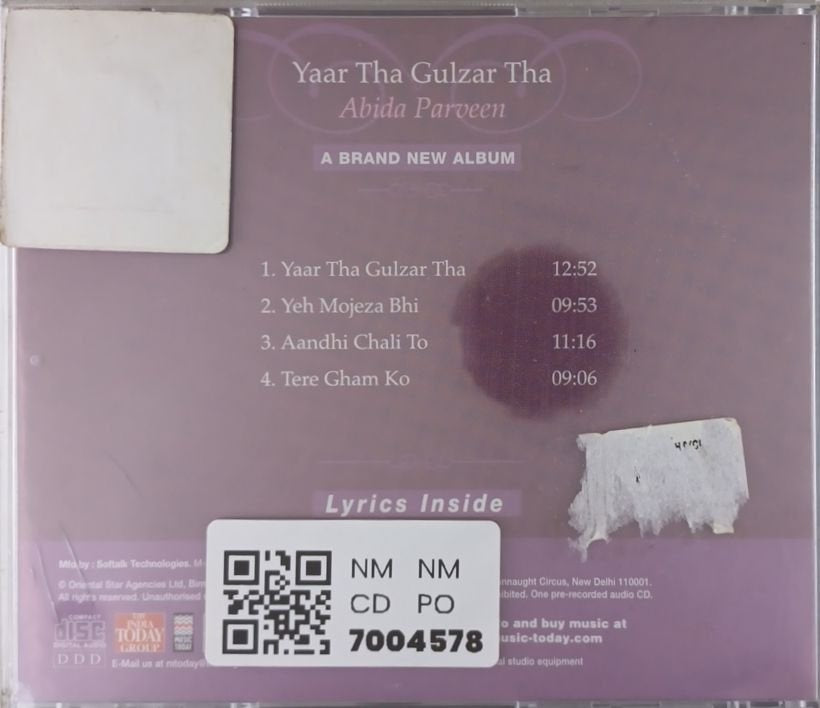 Yaar Tha Gulzar Tha
Abida Parveen
A BRAND NEW ALBUM
1. Yaar Tha Gulzar Tha 12:52
2. Yeh Mojeza Bhi 09:53
3. Aandhi Chali To 11:16
4. Tere Gham Ko 09:06
Lyrics Inside
Mfd by : Softalk Technologies.
© Oriental Star Agencies Ltd, Circus, New Delhi 110001.
All rights reserved. Unauthorised One pre-recorded audio CD.
NM NM
CD PO
7004578
and buy music at
COMPACT
disc
DIGITAL AUDIO
DDD
THE
INDIA
TODAY
GROUP
MUSIC
TODAY
E-Mail us at
studio equipment